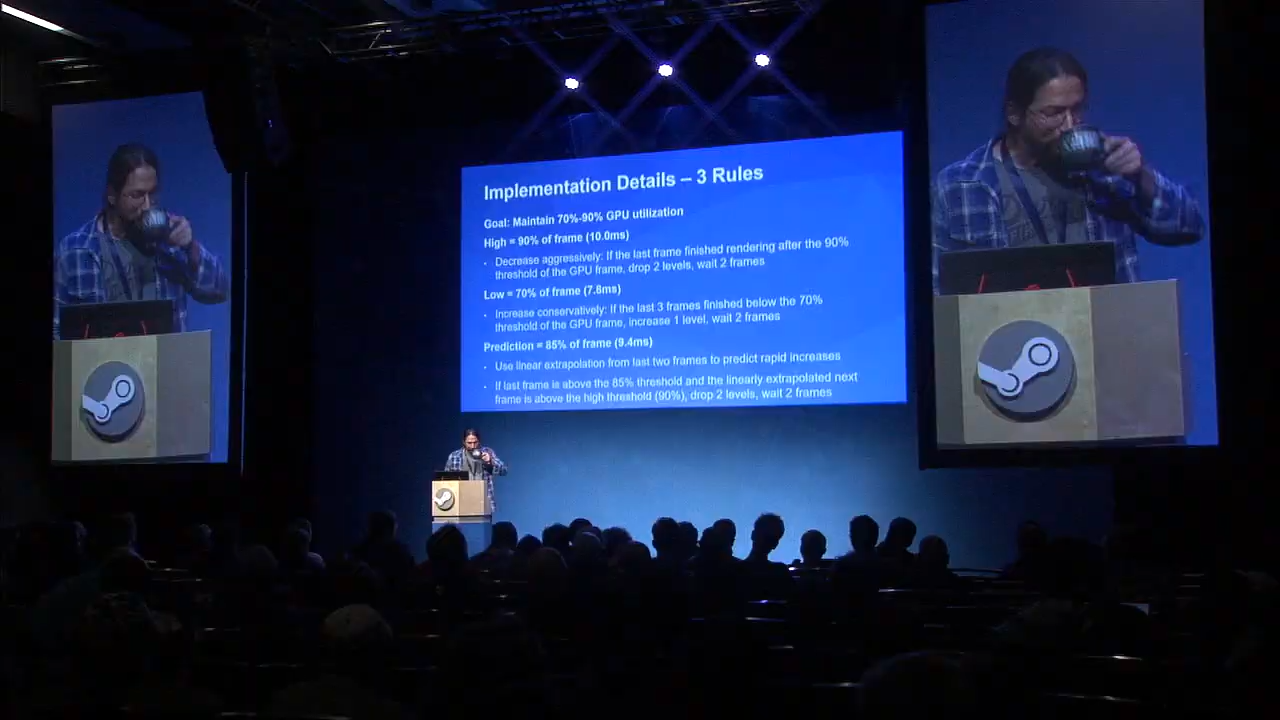 Implementation Details – 3 Rules
Goal: Maintain 70%-90% GPU utilization
High = 90% of frame (10.0ms)
• Decrease aggressively: If the last frame finished rendering after the 90%
threshold of the GPU frame, drop 2 levels, wait 2 frames
Low = 70% of frame (7.8ms)
• Increase conservatively: If the last 3 frames finished below the 70%
threshold of the GPU frame, increase 1 level, wait 2 frames
Prediction = 85% of frame (9.4ms)
• Use linear extrapolation from last two frames to predict rapid increases
• If last frame is above the 85% threshold and the linearly extrapolated next
frame is above the high threshold (90%), drop 2 levels, wait 2 frames